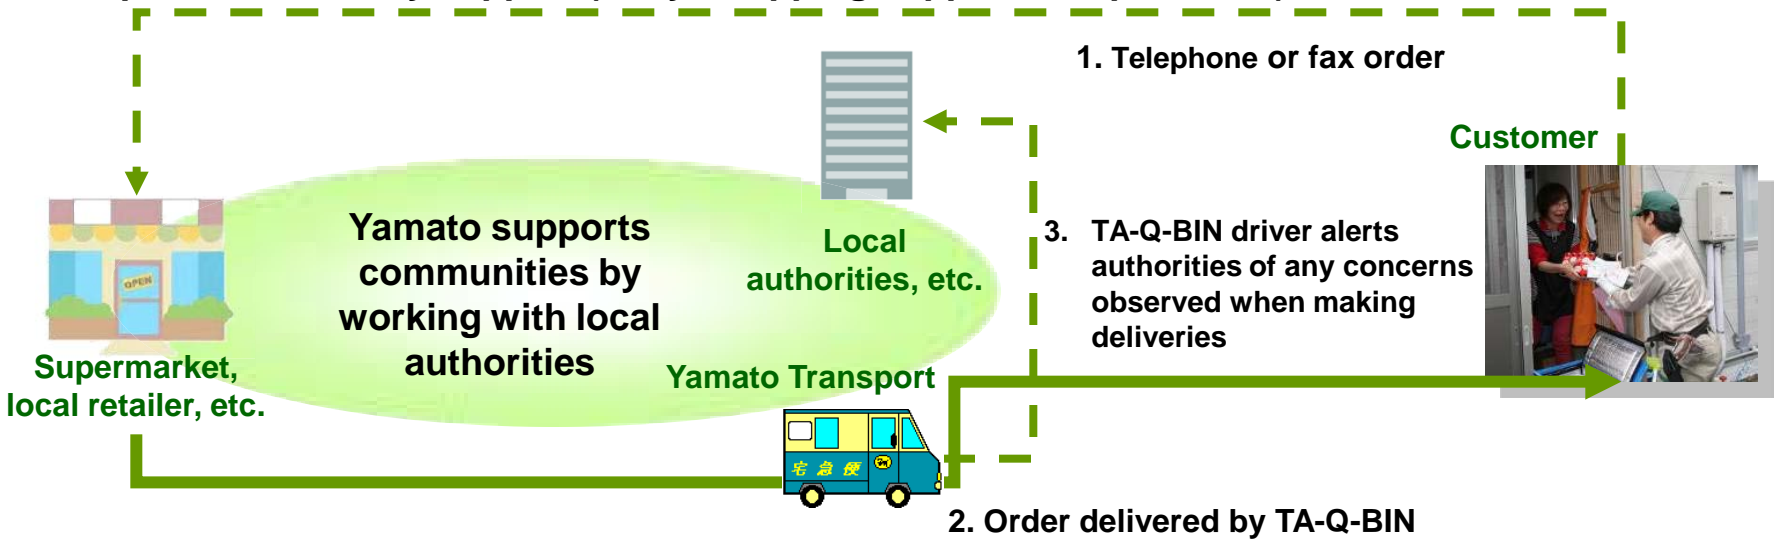 1. Telephone or fax order
Customer
Yamato supports
communities by
working with local
authorities
Local
authorities, etc.
3. TA-Q-BIN driver alerts
authorities of any concerns
observed when making
deliveries
OPEN
Supermarket,
local retailer, etc.
Yamato Transport
宅急便
2. Order delivered by TA-Q-BIN